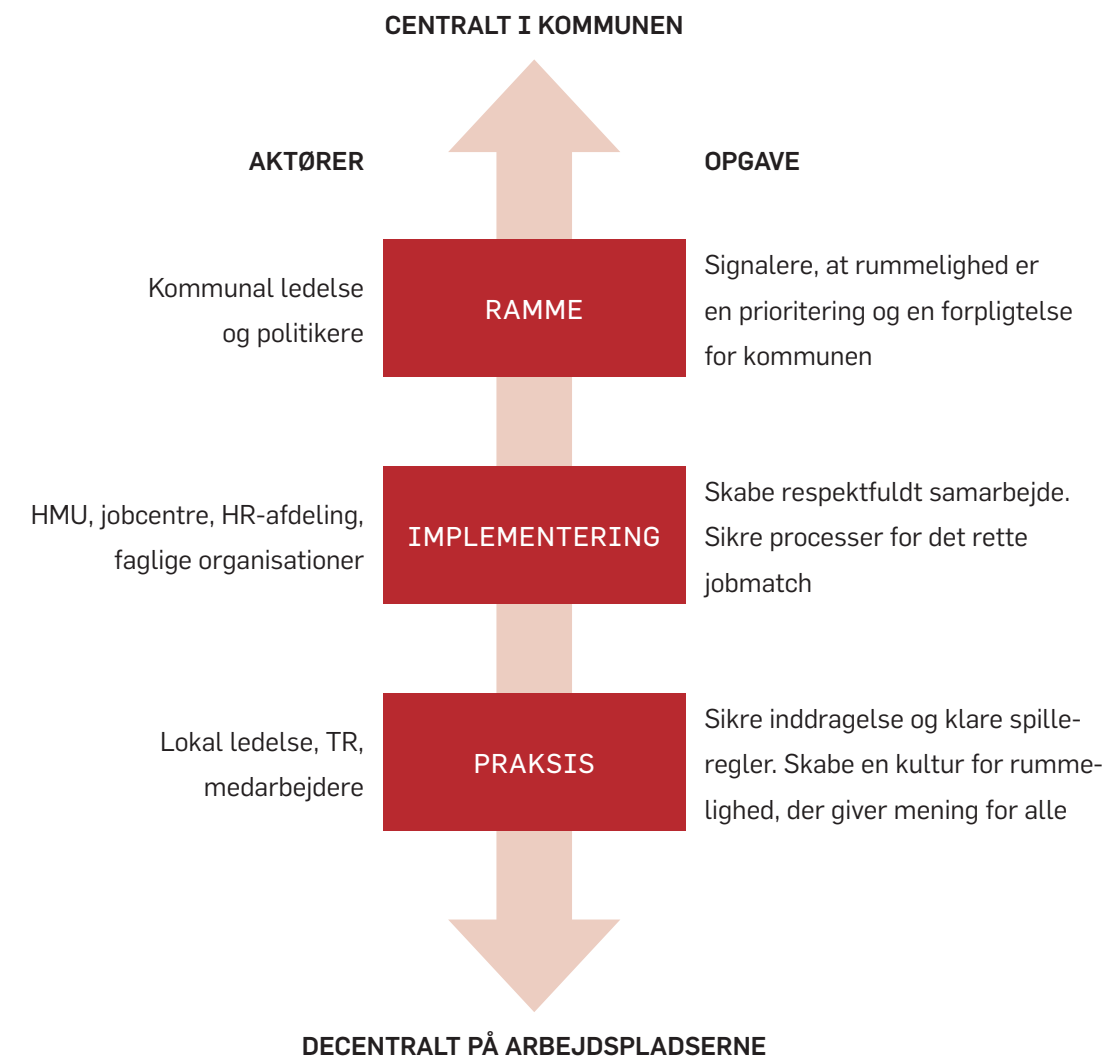 CENTRALT I KOMMUNEN
AKTØRER
OPGAVE
Kommunal ledelse
og politikere
RAMME
Signalere, at rummelighed er
en prioritering og en forpligtelse
for kommunen
HMU, jobcentre, HR-afdeling,
faglige organisationer
IMPLEMENTERING
Skabe respektfuldt samarbejde.
Sikre processer for det rette
jobmatch
Lokal ledelse, TR,
medarbejdere
PRAKSIS
Sikre inddragelse og klare spille-
regler. Skabe en kultur for rumme-
lighed, der giver mening for alle
DECENTRALT PÅ ARBEJDSPLADSERNE